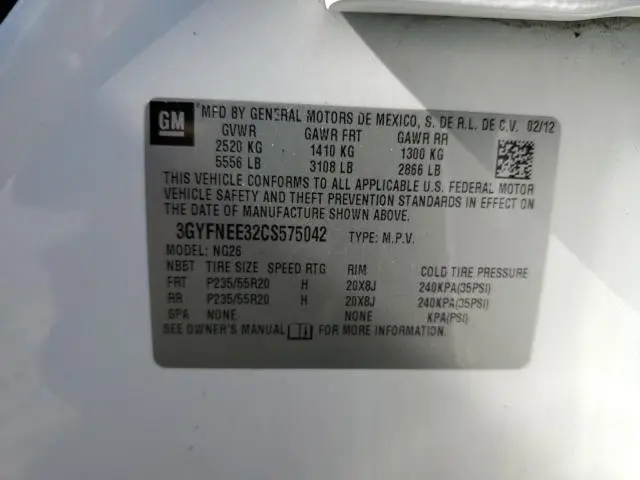 GM ®MFD BY GENERAL MOTORS DE MEXICO, S. DE R.L. DE C.V. 02/12
GVWR GAWR FRT GAWR RR
2520 KG 1410 KG 1300 KG
5556 LB 3108 LB 2866 LB
THIS VEHICLE CONFORMS TO ALL APPLICABLE U.S. FEDERAL MOTOR
VEHICLE SAFETY AND THEFT PREVENTION STANDARDS IN EFFECT ON
THE DATE OF MANUFACTURE SHOWN ABOVE.
3GYFNEE32CS575042 TYPE: M.P.V.
MODEL: NG26
NB5T TIRE SIZE SPEED RTG RIM COLD TIRE PRESSURE
FRT P235/55R20 H 20X8J 240KPA(35PSI)
RR P235/55R20 H 20X8J 240KPA(35PSI)
SPA NONE NONE KPA(PSI)
SEE OWNER'S MANUAL FOR MORE INFORMATION.